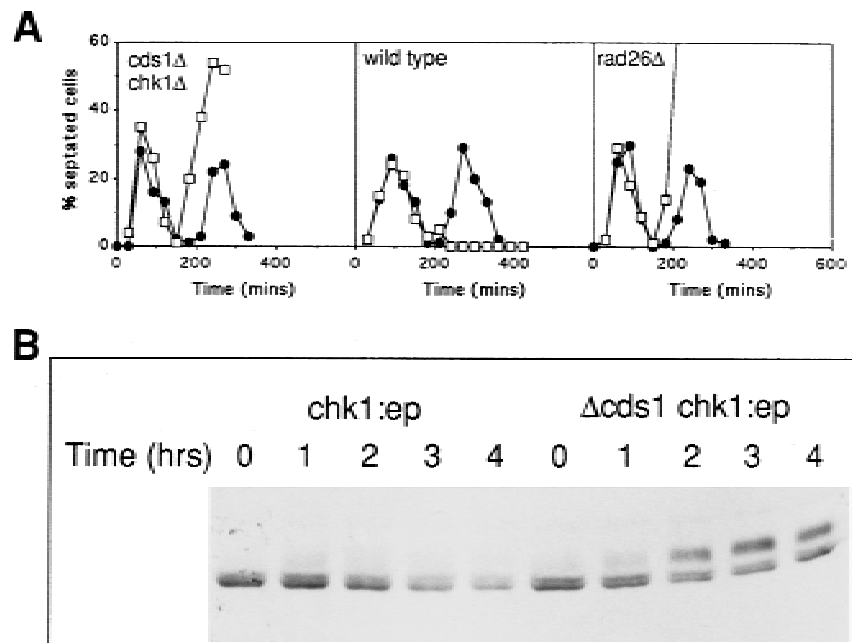 A
60
40
20
0
% septated cells
cds1Δ
chk1Δ
wild type
rad26Δ
0 200 400
0 200 400
0 200 400 600
Time (mins)
Time (mins)
Time (mins)
B
chk1:ep Δcds1 chk1:ep
Time (hrs) 0 1 2 3 4 0 1 2 3 4